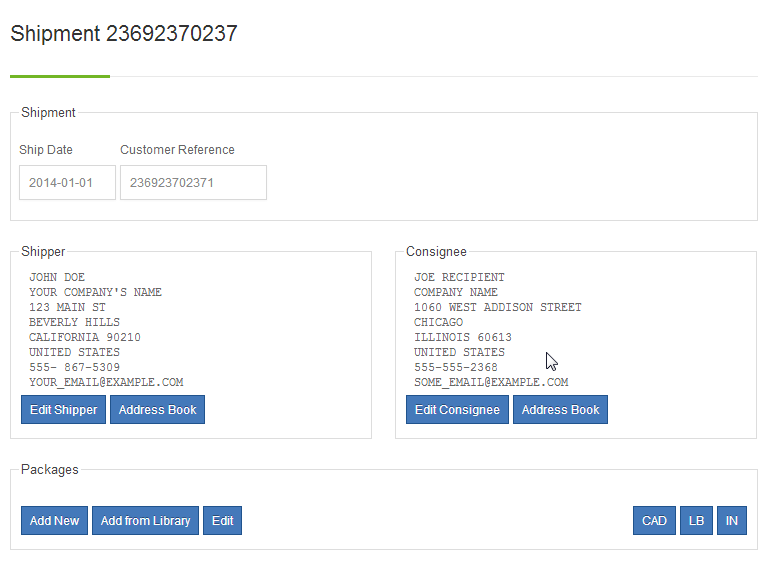 Shipment 23692370237
Shipment
Ship Date Customer Reference
2014-01-01 236923702371
Shipper
JOHN DOE
YOUR COMPANY'S NAME
123 MAIN ST
BEVERLY HILLS
CALIFORNIA 90210
UNITED STATES
555- 867-5309
YOUR_EMAIL@EXAMPLE.COM
Edit Shipper Address Book
Consignee
JOE RECIPIENT
COMPANY NAME
1060 WEST ADDISON STREET
CHICAGO
ILLINOIS 60613
UNITED STATES
555-555-2368
SOME_EMAIL@EXAMPLE.COM
Edit Consignee Address Book
Packages
Add New Add from Library Edit CAD LB IN